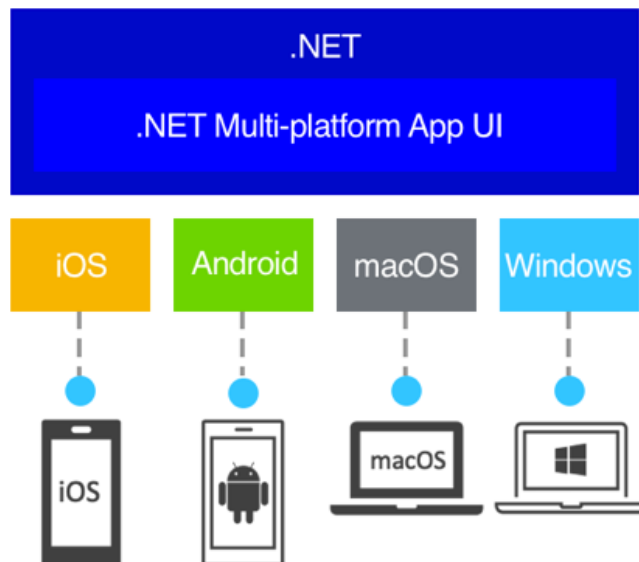 .NET
.NET Multi-platform App UI
iOS
Android
macOS
Windows
iOS
macOS